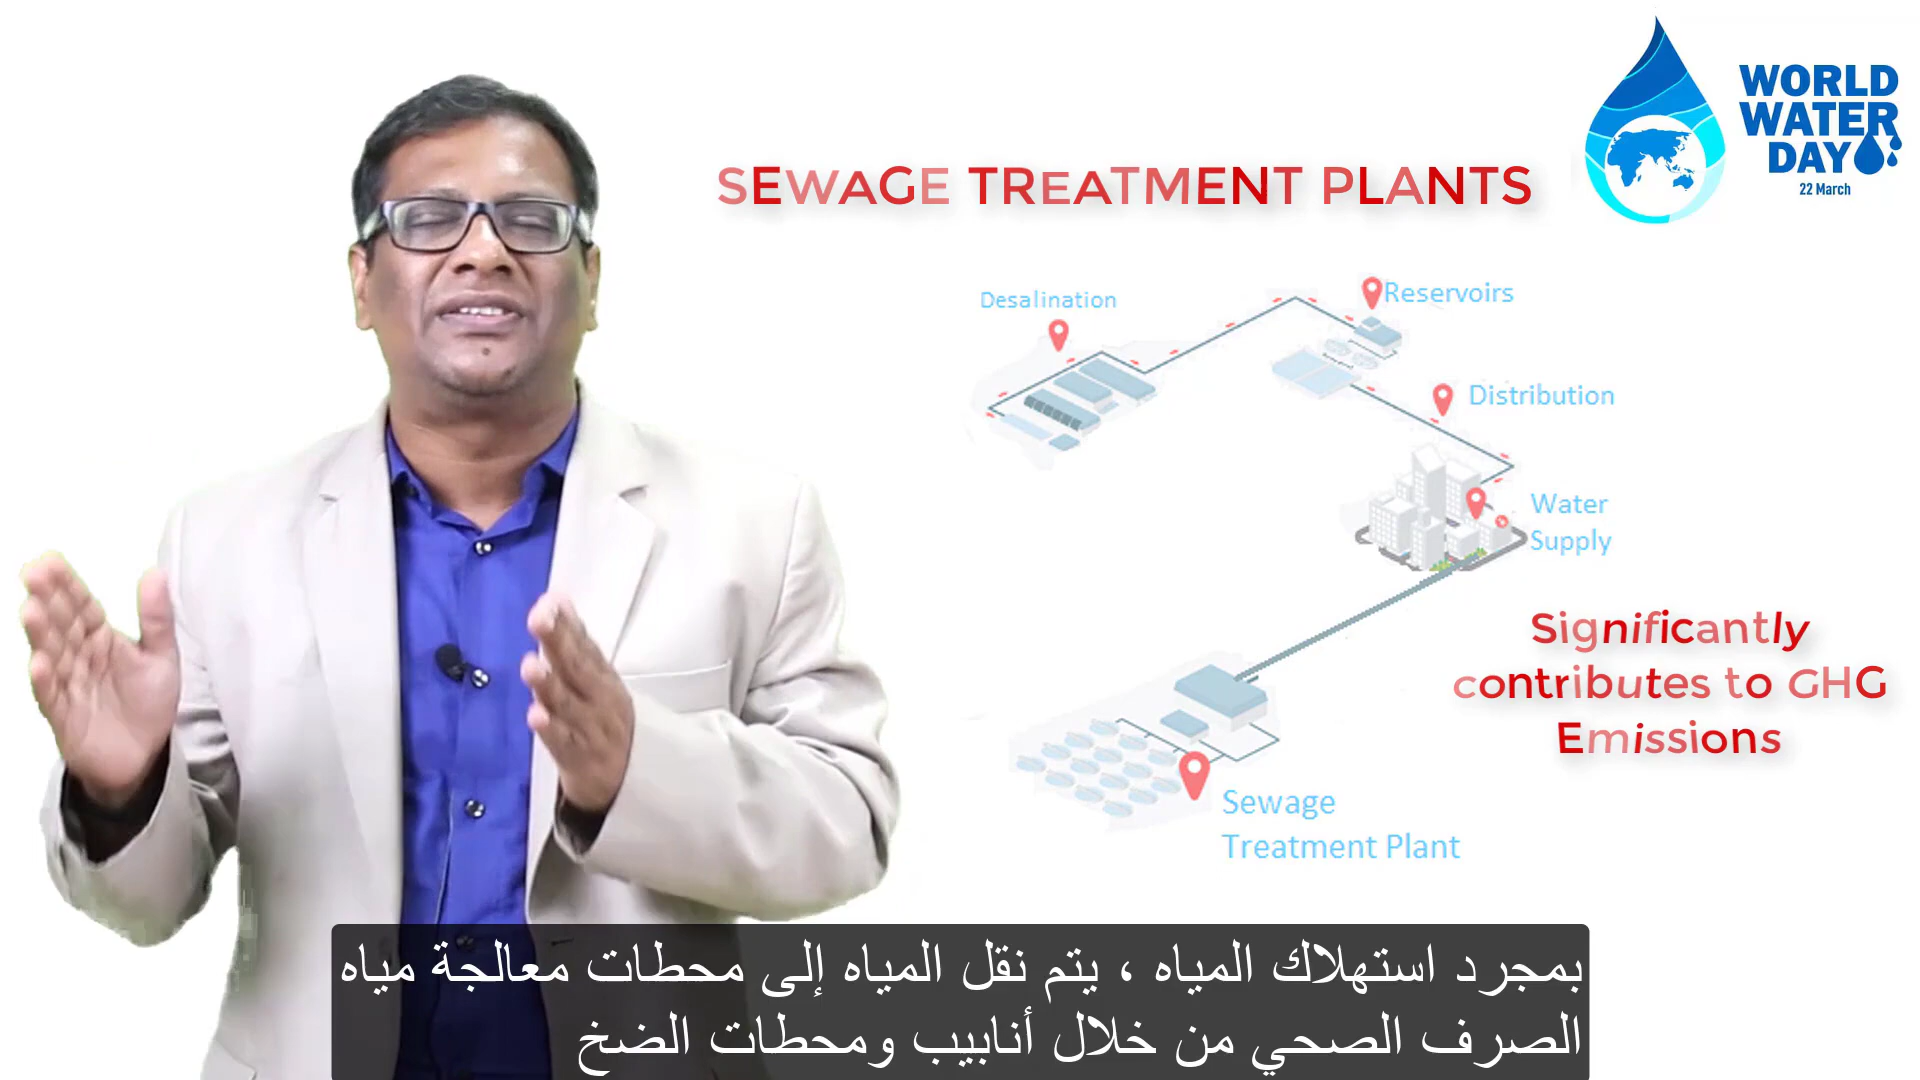 WORLD
WATER
DAY
22 March
SEWAGE TREATMENT PLANTS
Desalination
Reservoirs
Distribution
Water
Supply
Significantly
contributes to GHG
Emissions
Sewage
Treatment Plant
بمجرد استهلاك المياه ، يتم نقل المياه إلى محطات معالجة مياه
الصرف الصحي من خلال أنابيب ومحطات الضخ